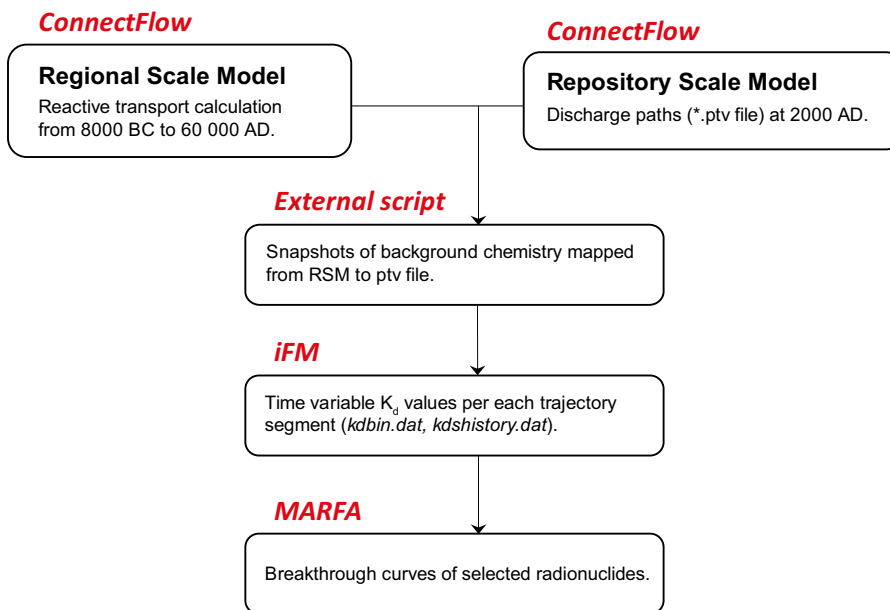 ConnectFlow
Regional Scale Model
Reactive transport calculation
from 8000 BC to 60 000 AD.
ConnectFlow
Repository Scale Model
Discharge paths (*.ptv file) at 2000 AD.
External script
Snapshots of background chemistry mapped
from RSM to ptv file.
iFM
Time variable Kd values per each trajectory
segment (kdbin.dat, kdshistory.dat).
MARFA
Breakthrough curves of selected radionuclides.